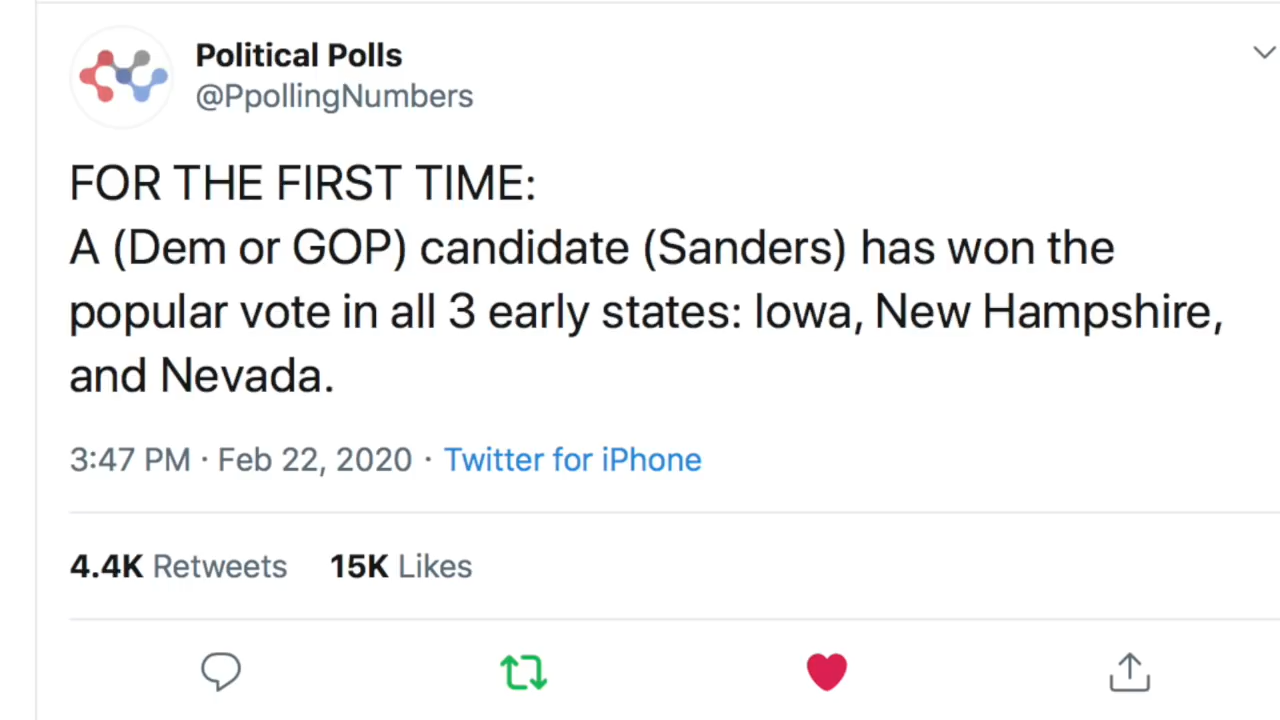 Political Polls
@PpollingNumbers
FOR THE FIRST TIME:
A (Dem or GOP) candidate (Sanders) has won the
popular vote in all 3 early states: Iowa, New Hampshire,
and Nevada.
3:47 PM · Feb 22, 2020 · Twitter for iPhone
4.4K Retweets 15K Likes